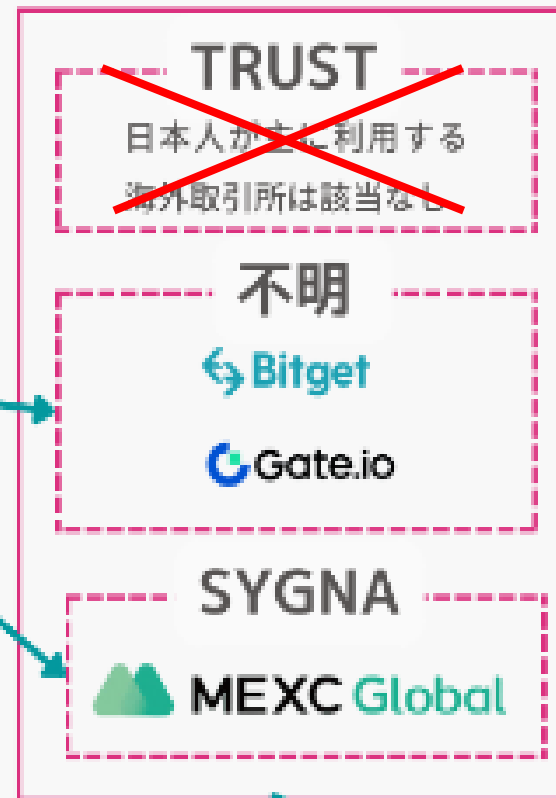 TRUST
日本人が主に利用する
海外取引所は該当なし
不明
Bitget
Gate.io
SYGNA
MEXC Global